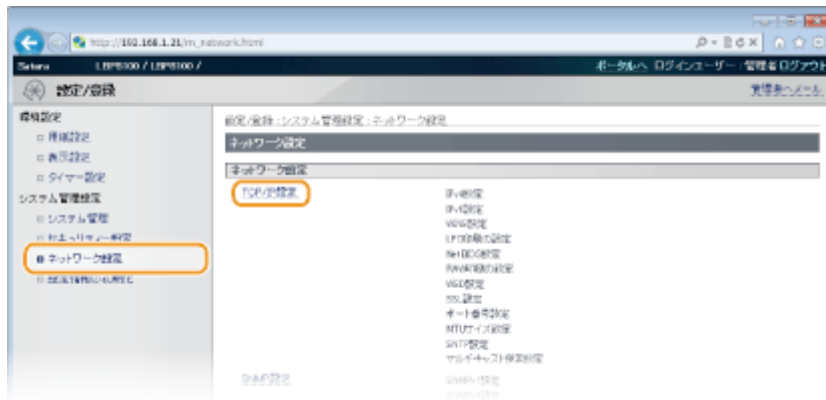 http://192.168.1.21/m_network.html
Satera LBP8100 / LBP8100 /
ポータルへ ログインユーザー：管理者 ログアウト
設定/登録
管理者へメール
環境設定
用紙設定
表示設定
タイマー設定
システム管理設定
システム管理
セキュリティー設定
ネットワーク設定
設定/登録：システム管理設定：ネットワーク設定
ネットワーク設定
ネットワーク設定
TCP/IP設定
IPv4設定
IPv6設定
WINS設定
LPD印刷の設定
NetBIOS設定
RAW印刷の設定
WSD設定
SSL設定
ポート番号設定
MTUサイズ設定
SNTP設定
マルチキャスト探索設定
SNMP設定
SNMPv1設定